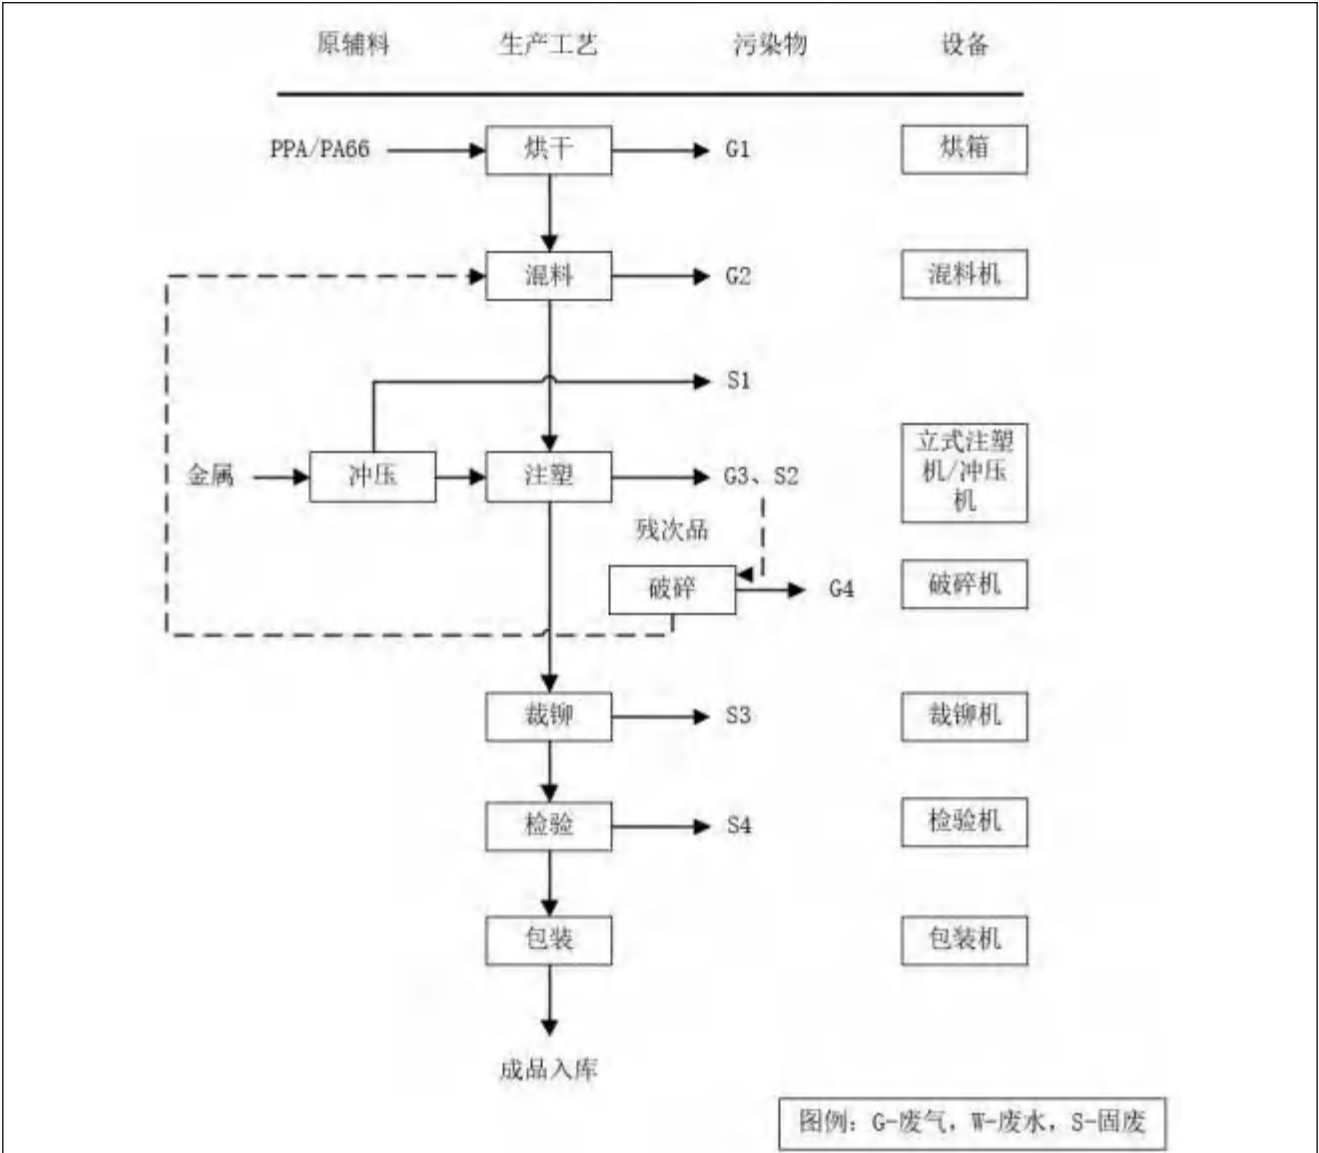 原辅料 生产工艺 污染物 设备
PPA/PA66 烘干 G1 烘箱
混料 G2 混料机
S1
金属 冲压 注塑 G3、S2
立式注塑
机/冲压
机
残次品
破碎 G4 破碎机
裁铆 S3 裁铆机
检验 S4 检验机
包装 包装机
成品入库
图例：G-废气，W-废水，S-固废